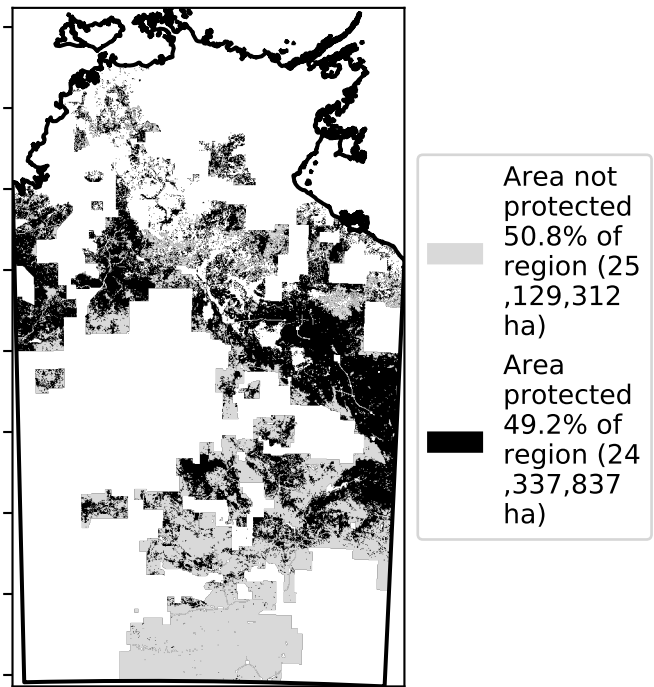 Area not
protected
50.8% of
region (25
,129,312
ha)
Area
protected
49.2% of
region (24
,337,837
ha)